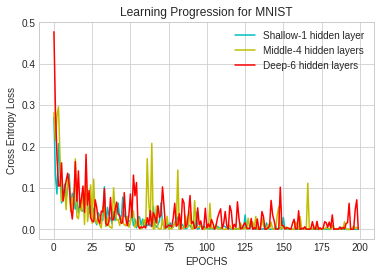 Learning Progression for MNIST
Shallow-1 hidden layer
Middle-4 hidden layers
Deep-6 hidden layers
Cross Entropy Loss
0.5
0.4
0.3
0.2
0.1
0.0
0 25 50 75 100 125 150 175 200
EPOCHS